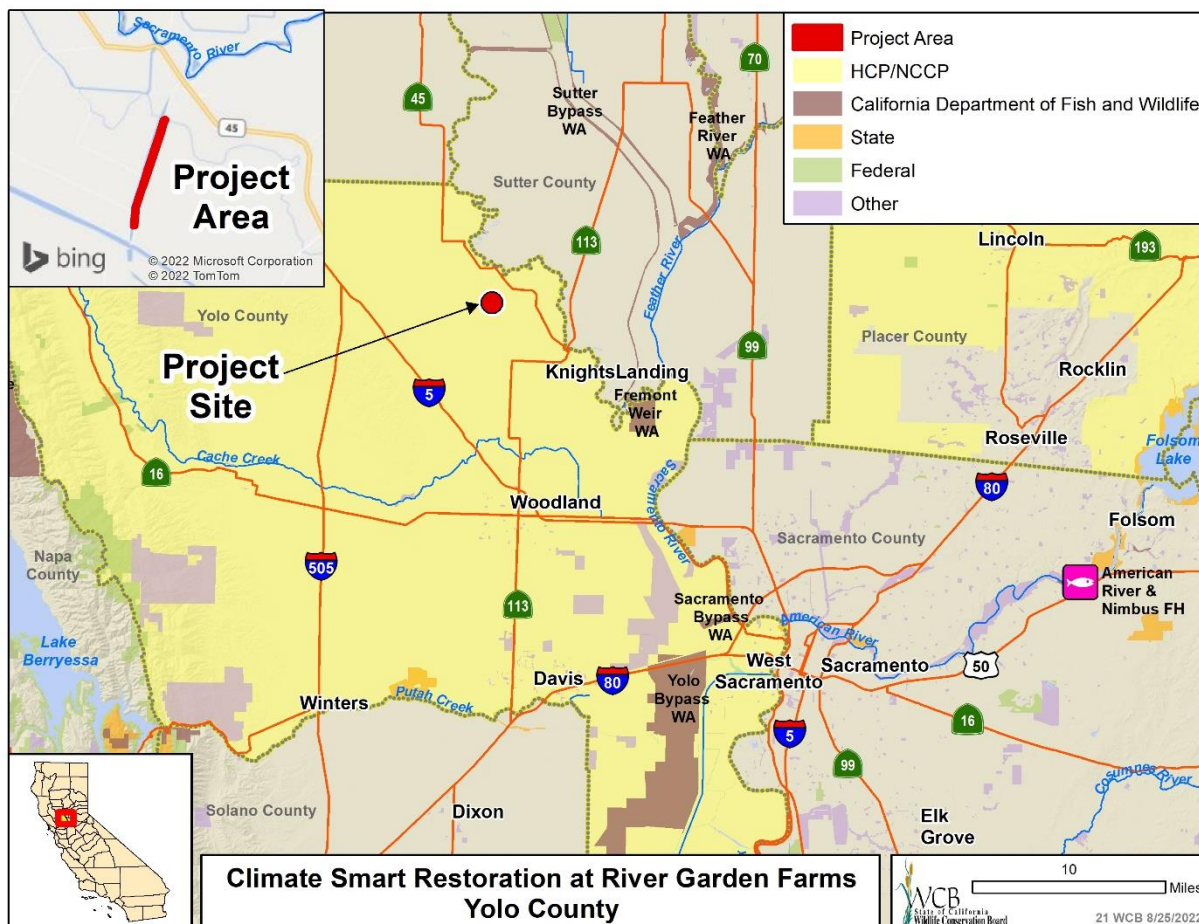 Sacramento
River
45
Project
Area
bing
© 2022 Microsoft Corporation
© 2022 TomTom
Project Area
HCP/NCCP
California Department of Fish and Wildlife
State
Federal
Other
45
Sutter
Bypass
WA
70
Feather
River
WA
Sutter County
113
Feather River
Lincoln
193
Yolo County
Placer County
99
Project
Site
5
KnightsLanding
Fremont
Weir
WA
Rocklin
Roseville
Folsom
Lake
Cache Creek
16
Woodland
Sacramento River
80
Folsom
Napa
County
505
Sacramento County
113
American
River &
Nimbus FH
Sacramento
Bypass
WA
American River
Lake
Berryessa
West
Sacramento
Sacramento
50
Davis
80
Yolo
Bypass
WA
Winters
Putah Creek
16
5
99
Cosumnes River
Solano County
Dixon
Elk
Grove
Climate Smart Restoration at River Garden Farms
Yolo County
WCB
State of California
Wildlife Conservation Board
10
Miles
21 WCB 8/25/2022